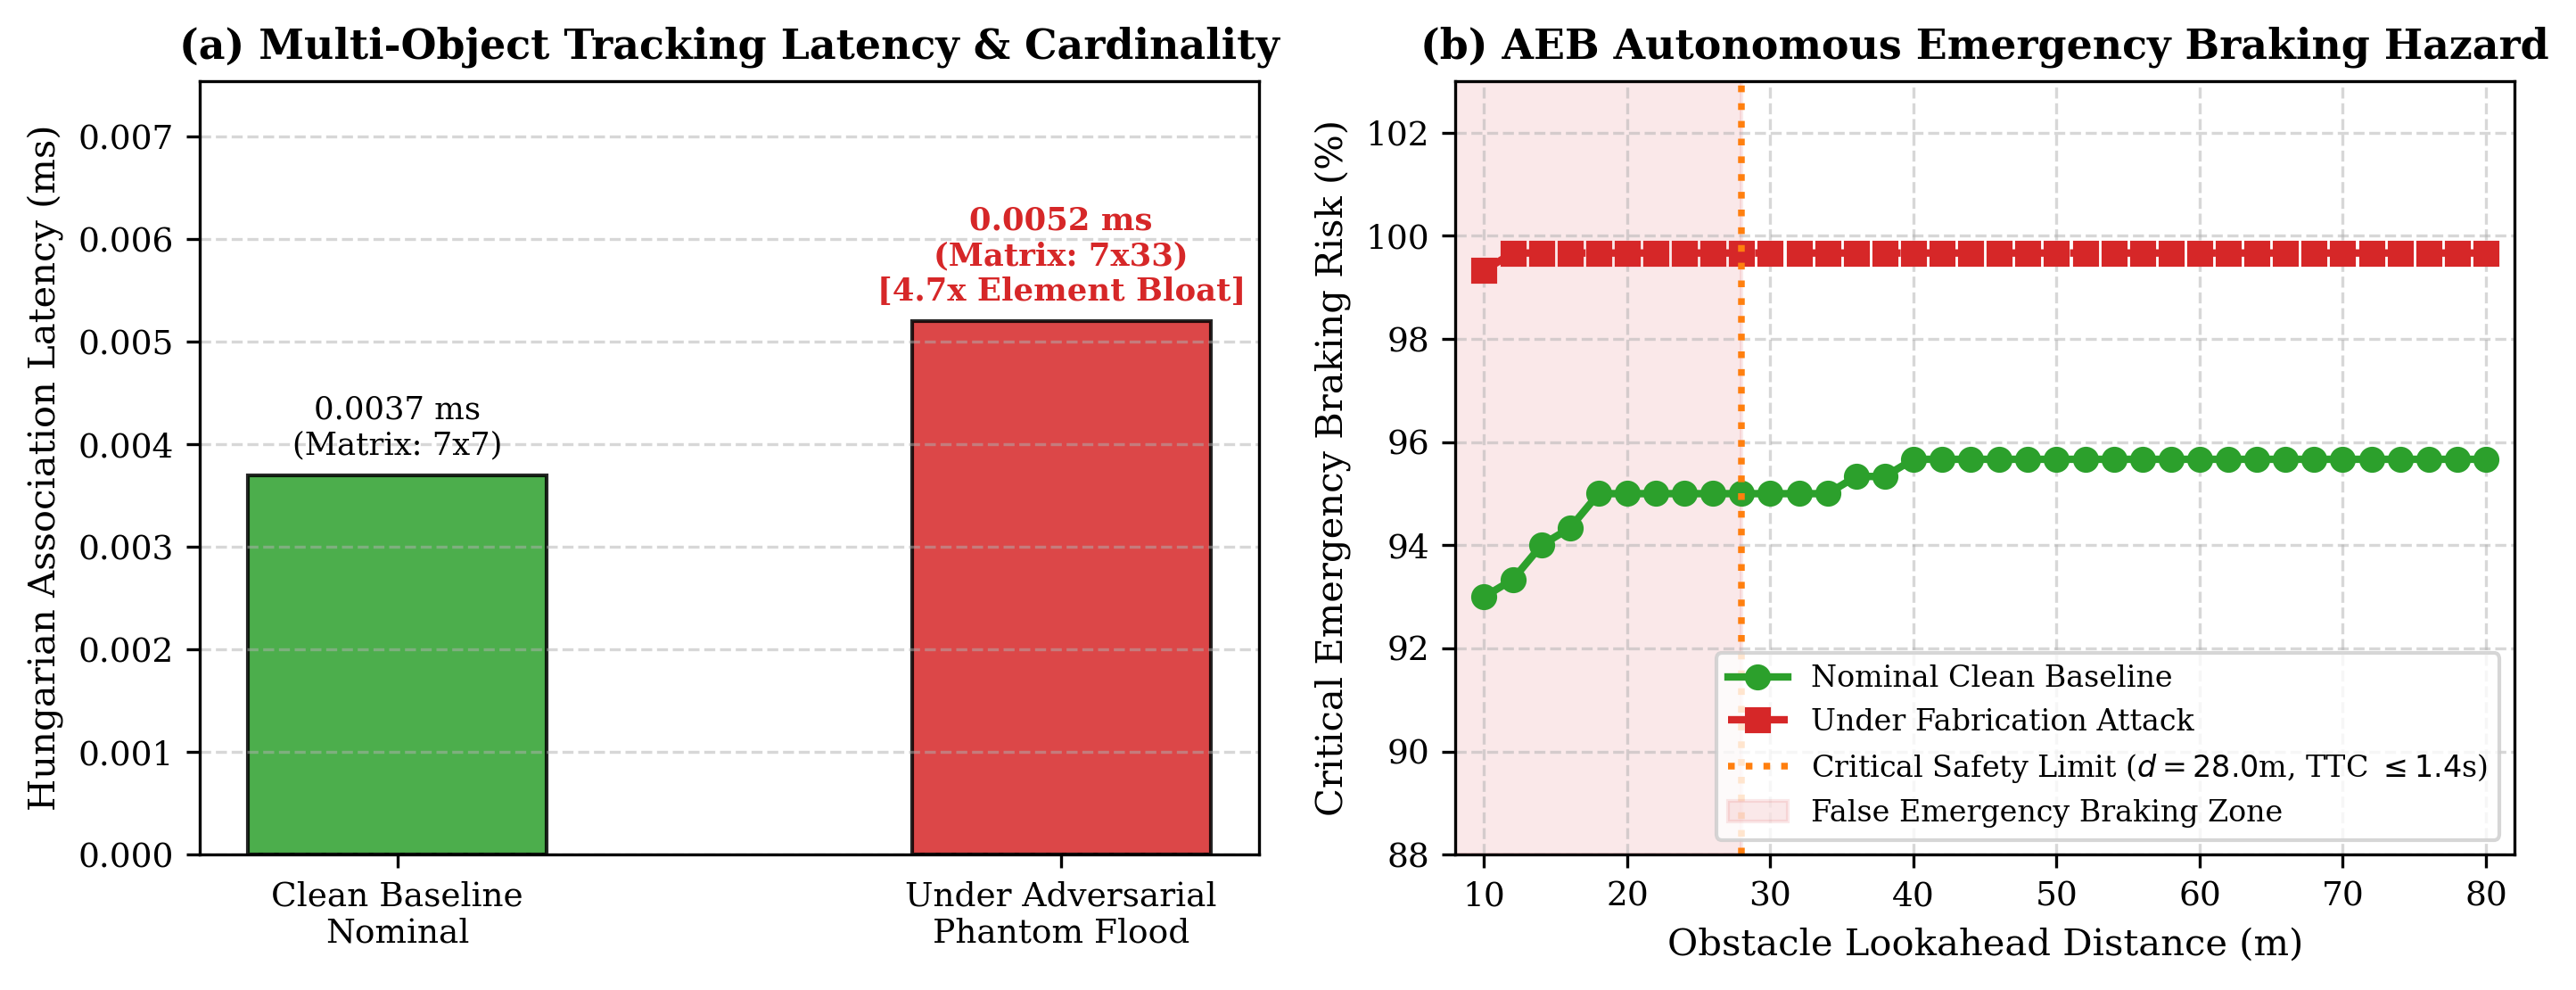 (a) Multi-Object Tracking Latency & Cardinality
Hungarian Association Latency (ms)
0.007
0.006
0.005
0.004
0.003
0.002
0.001
0.000
0.0037 ms
(Matrix: 7x7)
0.0052 ms
(Matrix: 7x33)
[4.7x Element Bloat]
Clean Baseline
Nominal
Under Adversarial
Phantom Flood
(b) AEB Autonomous Emergency Braking Hazard
Critical Emergency Braking Risk (%)
102
100
98
96
94
92
90
88
Nominal Clean Baseline
Under Fabrication Attack
Critical Safety Limit (d = 28.0m, TTC ≤ 1.4s)
False Emergency Braking Zone
10 20 30 40 50 60 70 80
Obstacle Lookahead Distance (m)